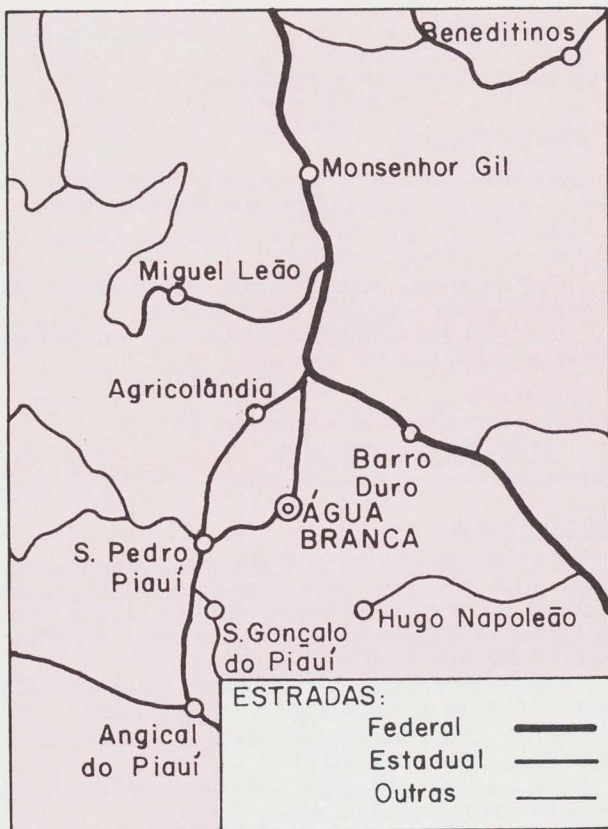 Beneditinos
Monsenhor Gil
Miguel Leão
Agricolândia
Barro
Duro
ÁGUA
BRANCA
S. Pedro
Piauí
S. Gonçalo
do Piauí
Hugo Napoleão
Angical
do Piauí
ESTRADAS:
Federal
Estadual
Outras